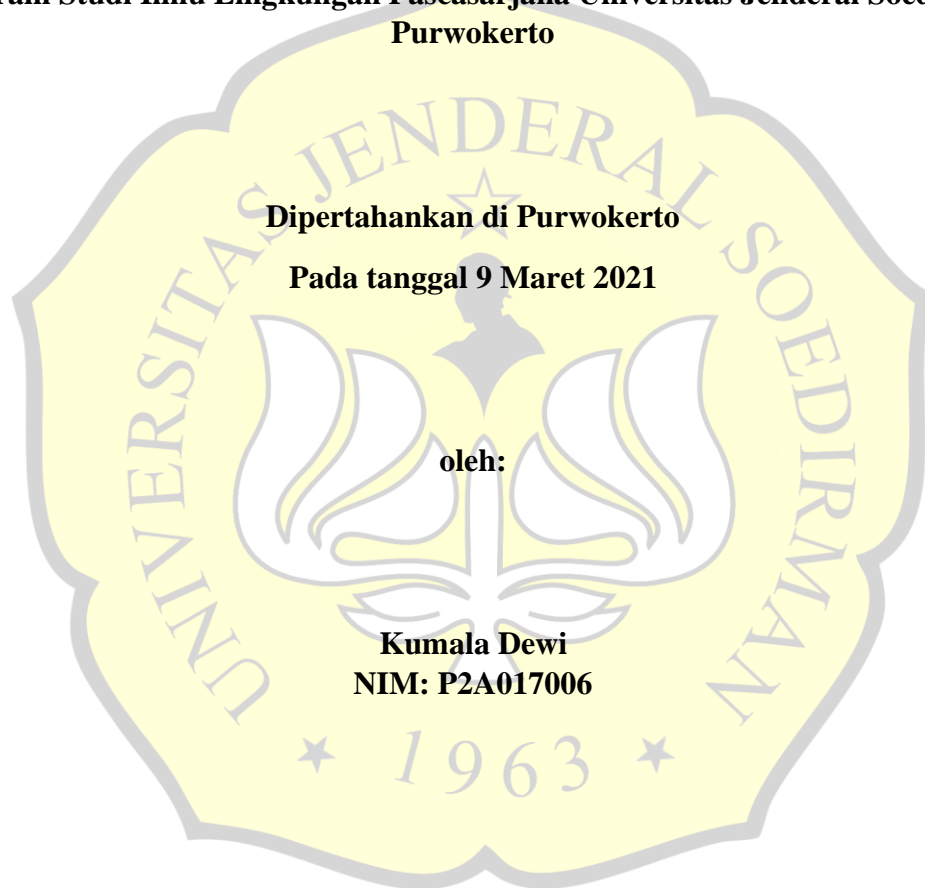 Studi Ilmu Lingkungan Pascasarjana Universitas Jenderal
Purwokerto
UNIVERSITAS JENDERAL SOEDIRMAN
Dipertahankan di Purwokerto
Pada tanggal 9 Maret 2021
oleh:
Kumala Dewi
NIM: P2A017006
1963